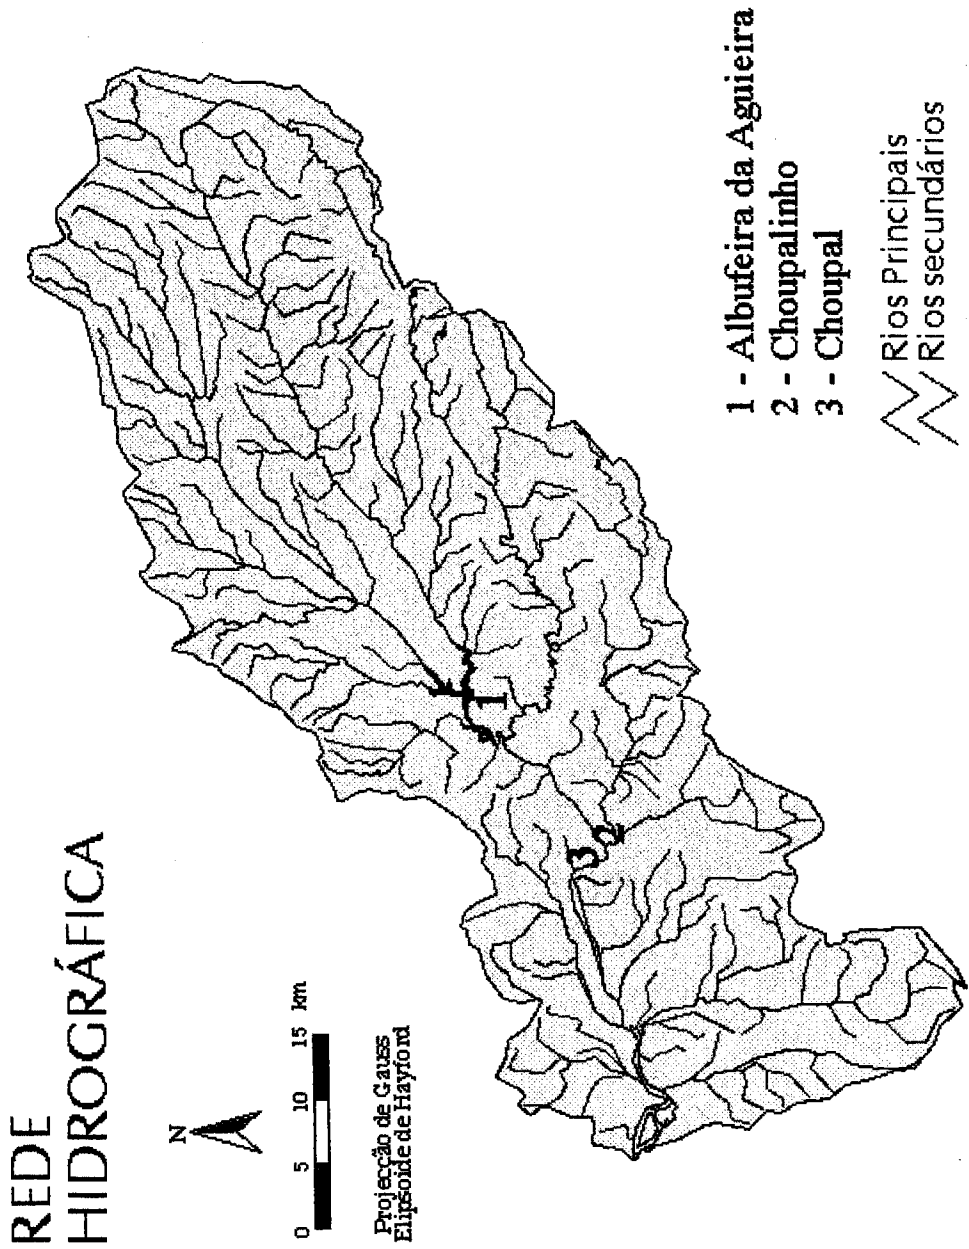 REDE
HIDROGRÁFICA
N
0 5 10 15 km
Projecção de Gauss
Elipsoide de Hayford
1
2
3
1 - Albufeira da Aguieira
2 - Choupalinho
3 - Choupal
Rios Principais
Rios secundários